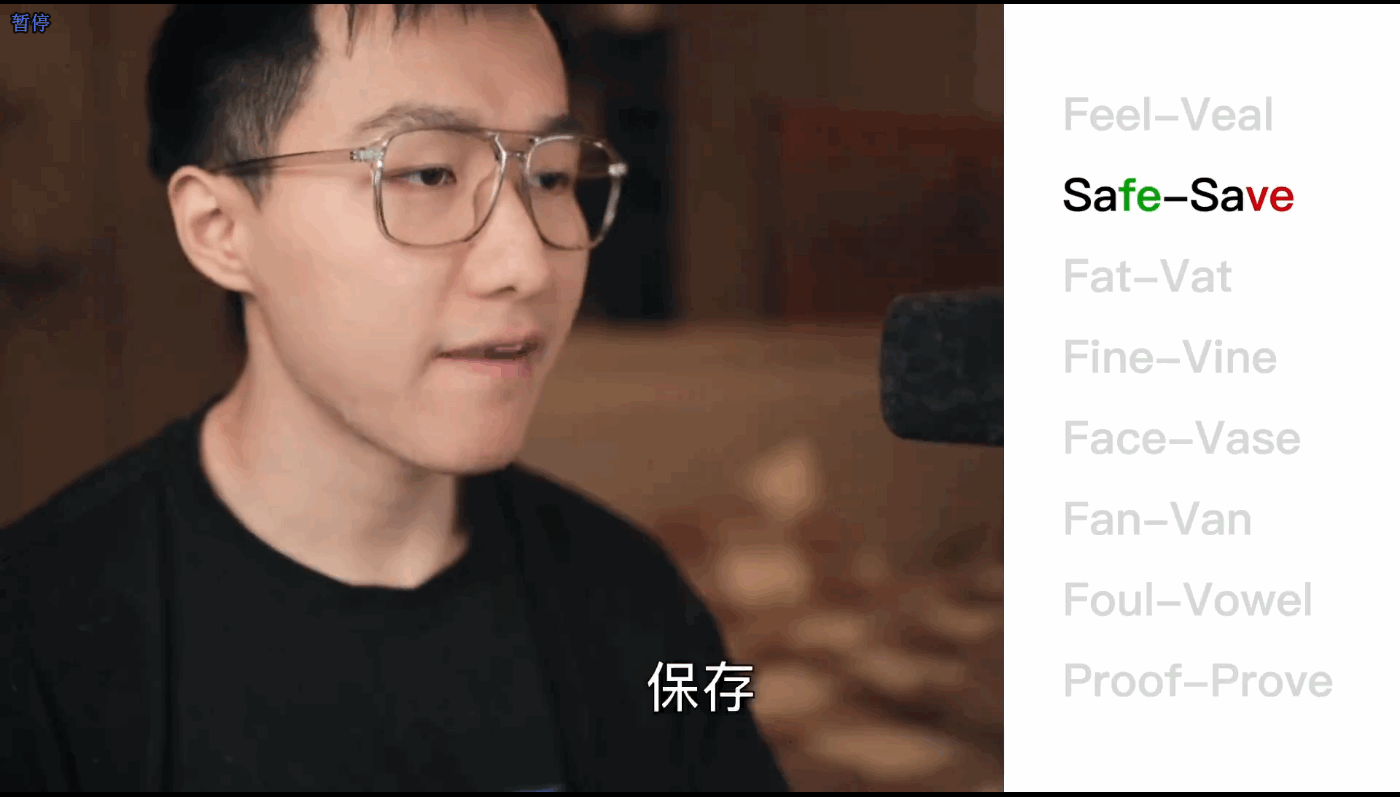 暂停
Feel–Veal
Safe–Save
Fat–Vat
Fine–Vine
Face–Vase
Fan–Van
Foul–Vowel
Proof–Prove
保存